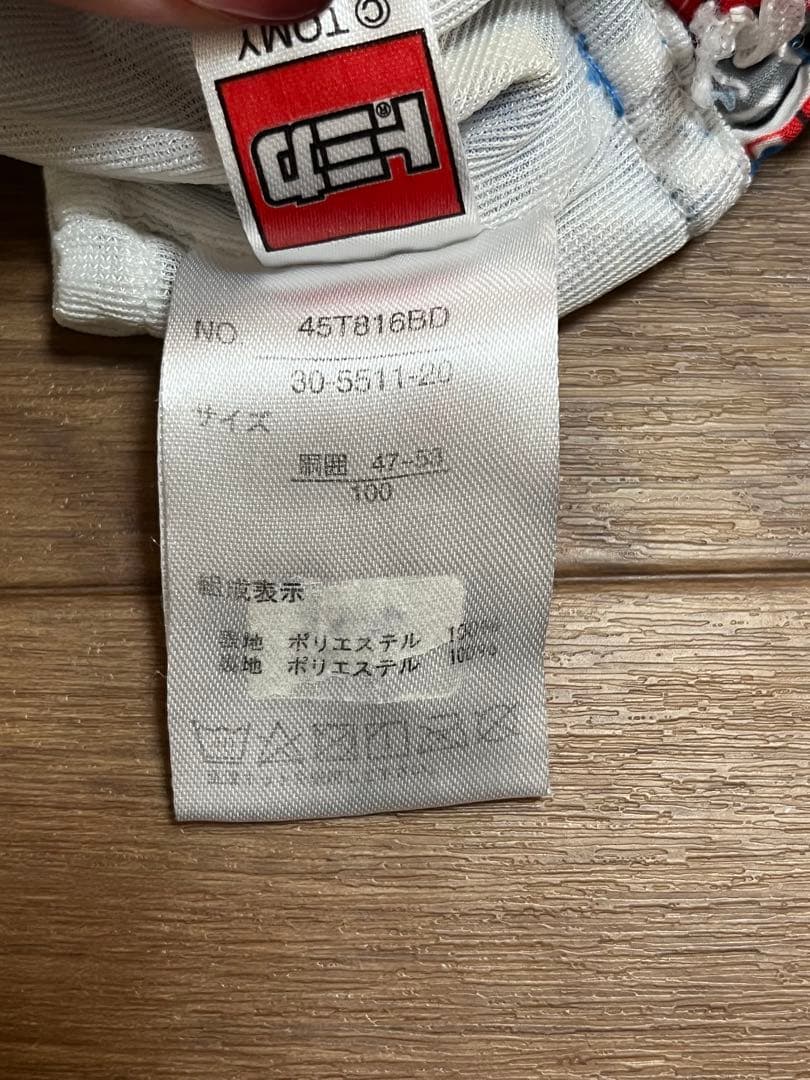 © TOMY
トミカ®
NO. 45T816BD
30-5511-20
サイズ
胴囲 47-53
100
組成表示
表地 ポリエステル 100%
裏地 ポリエステル 100%